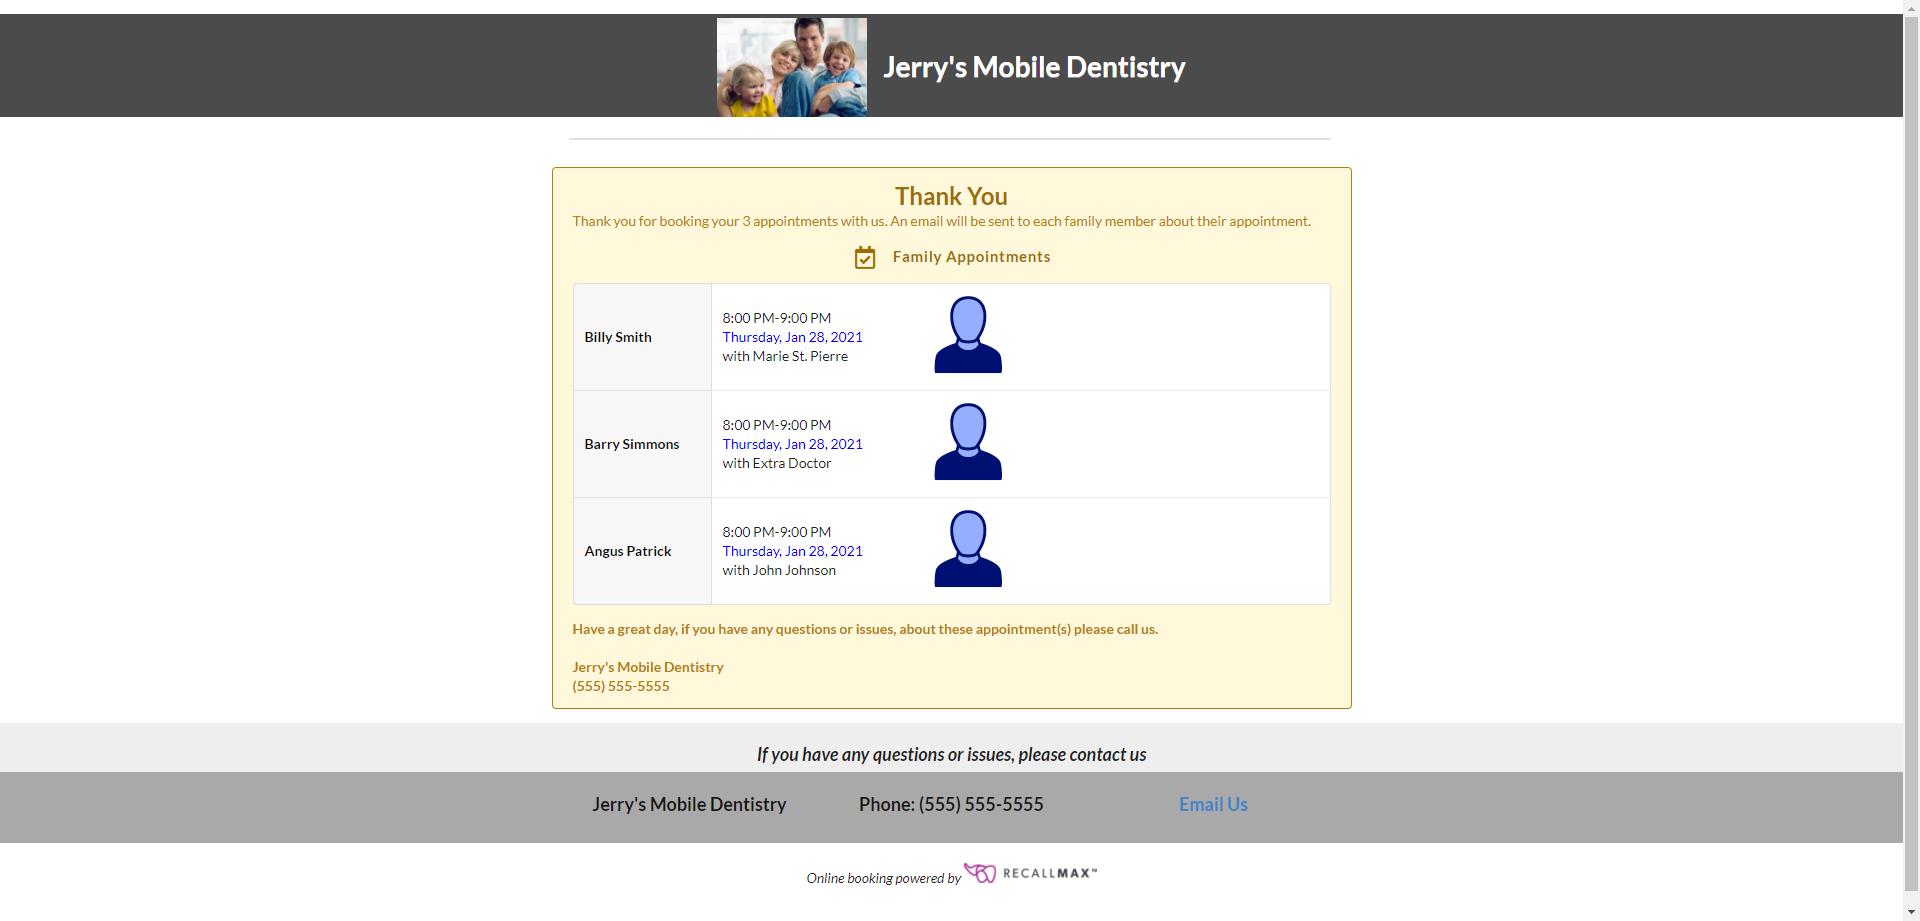 Jerry's Mobile Dentistry
Thank You
Thank you for booking your 3 appointments with us. An email will be sent to each family member about their appointment.
Family Appointments
Billy Smith
8:00 PM-9:00 PM
Thursday, Jan 28, 2021
with Marie St. Pierre
Barry Simmons
8:00 PM-9:00 PM
Thursday, Jan 28, 2021
with Extra Doctor
Angus Patrick
8:00 PM-9:00 PM
Thursday, Jan 28, 2021
with John Johnson
Have a great day, if you have any questions or issues, about these appointment(s) please call us.
Jerry's Mobile Dentistry
(555) 555-5555
If you have any questions or issues, please contact us
Jerry's Mobile Dentistry Phone: (555) 555-5555 Email Us
Online booking powered by RECALLMAX™